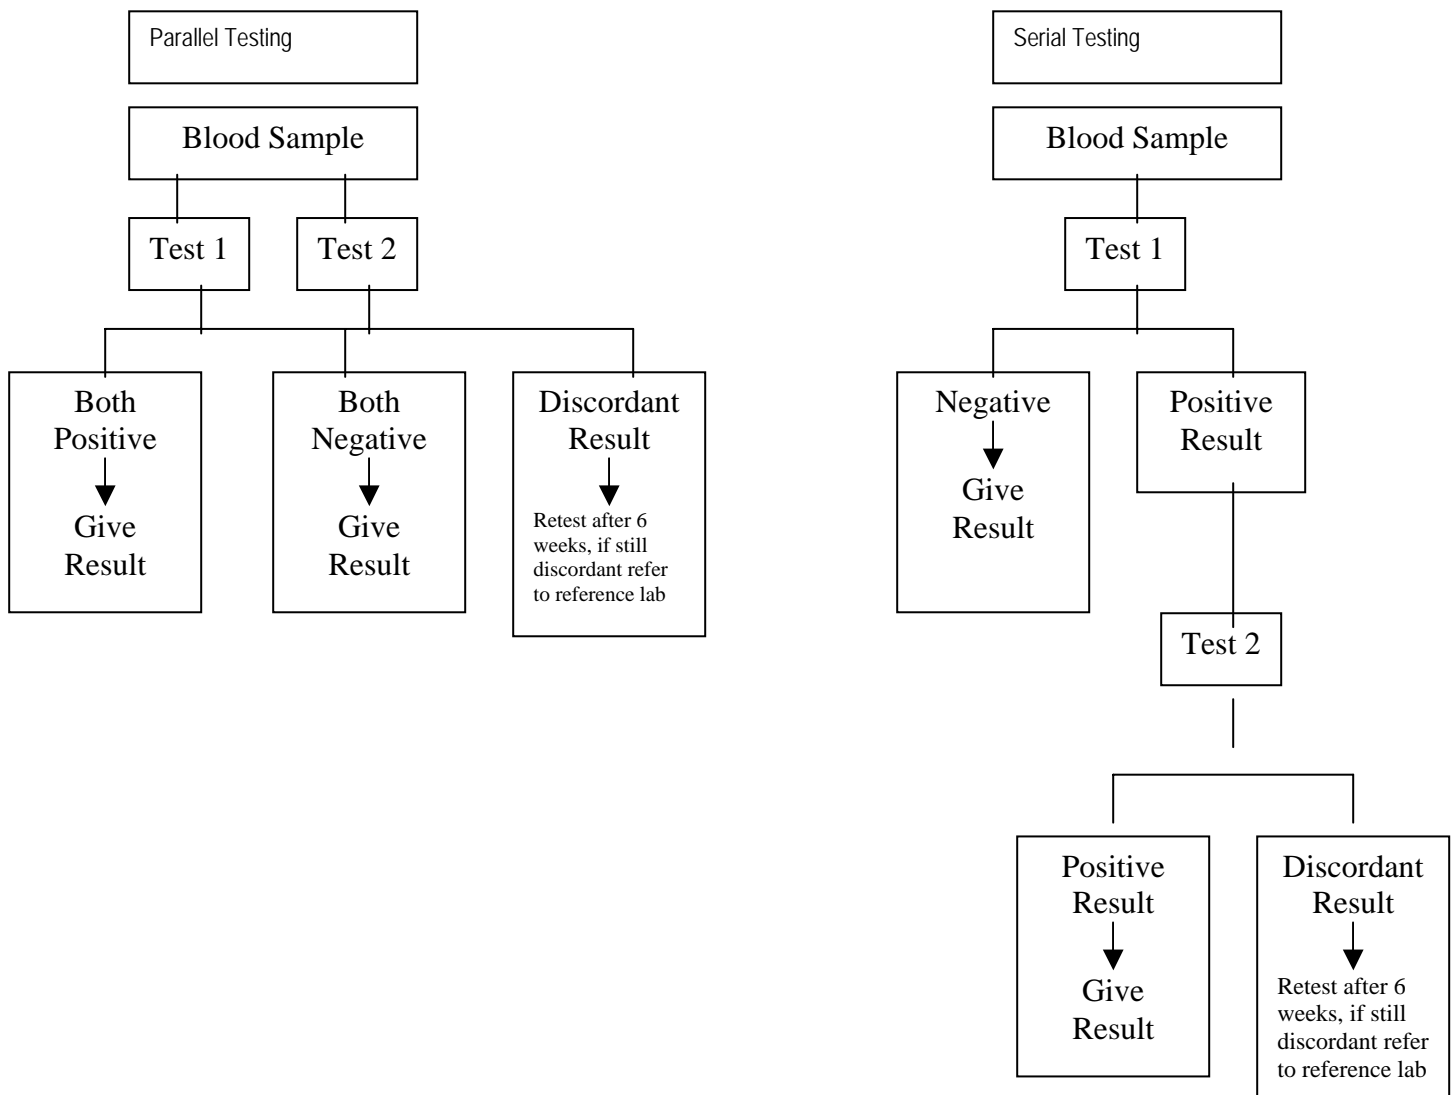 Parallel Testing
Blood Sample
Test 1
Test 2
Both
Positive
Give
Result
Both
Negative
Give
Result
Discordant
Result
Retest after 6
weeks, if still
discordant refer
to reference lab
Serial Testing
Blood Sample
Test 1
Negative
Give
Result
Positive
Result
Test 2
Positive
Result
Give
Result
Discordant
Result
Retest after 6
weeks, if still
discordant refer
to reference lab